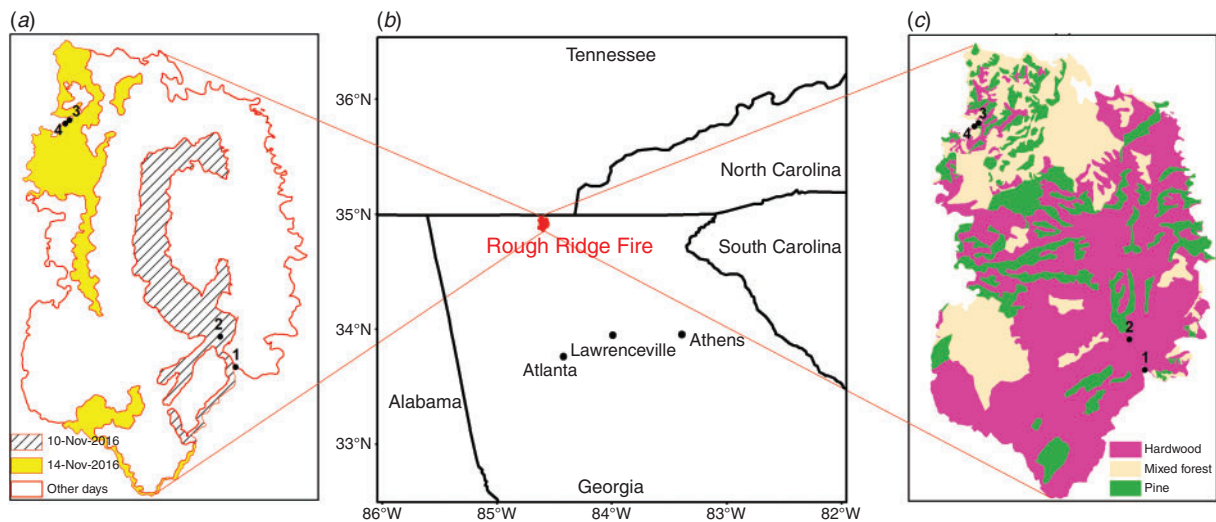 (a)
3
4
2
1
10-Nov-2016
14-Nov-2016
Other days
(b)
Tennessee
36°N
North Carolina
35°N
Rough Ridge Fire
South Carolina
34°N
Lawrenceville
Athens
Atlanta
Alabama
33°N
Georgia
86°W 85°W 84°W 83°W 82°W
(c)
3
4
2
1
Hardwood
Mixed forest
Pine